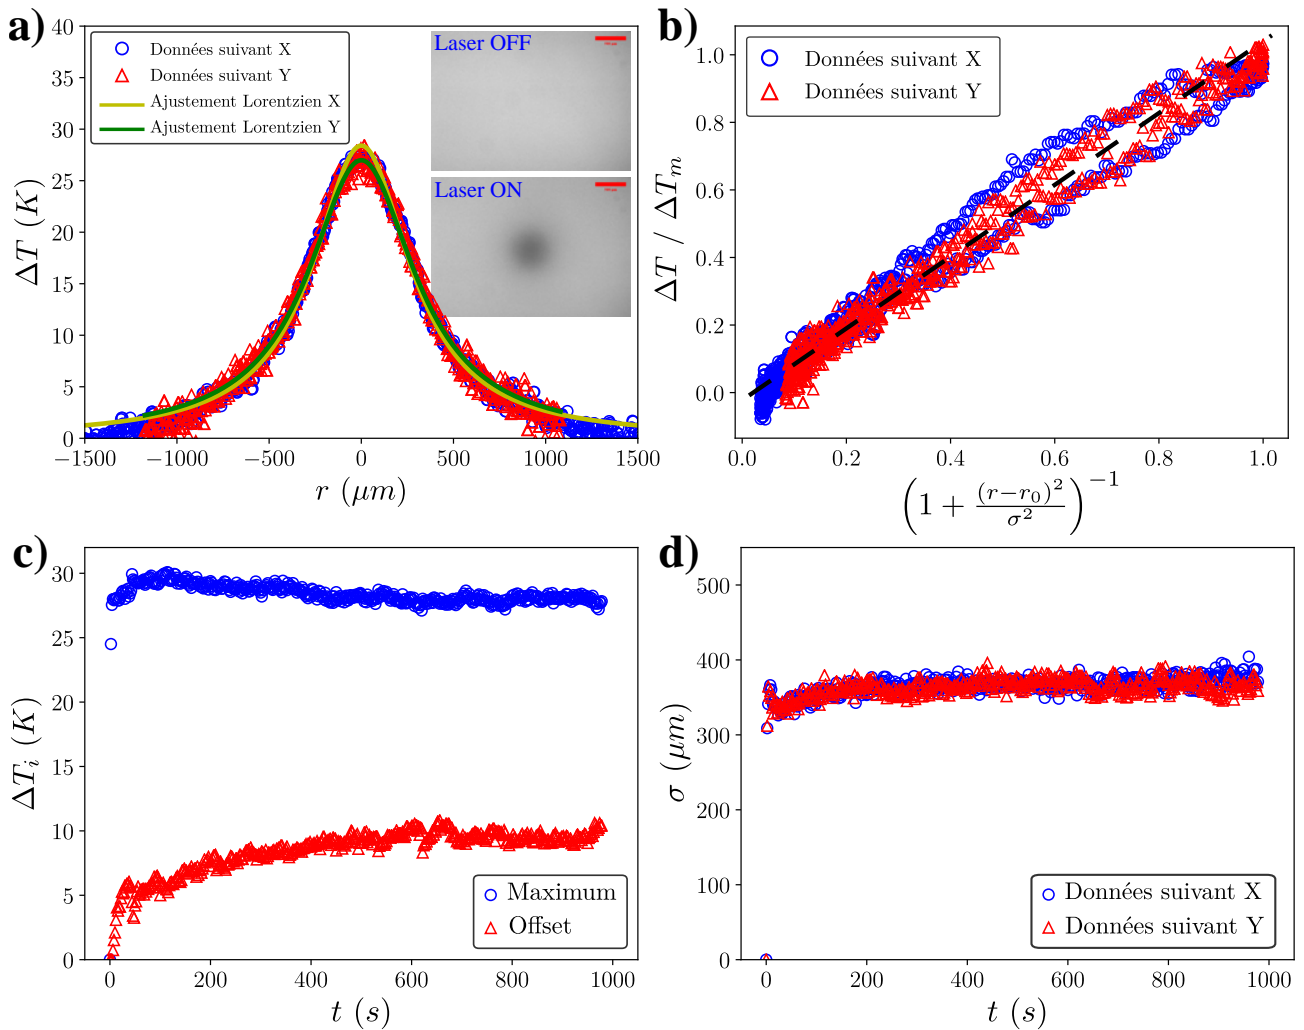 a)
40
35
30
25
20
15
10
5
0
ΔT (K)
Données suivant X
Données suivant Y
Ajustement Lorentzien X
Ajustement Lorentzien Y
Laser OFF
Laser ON
−1500 −1000 −500 0 500 1000 1500
r (μm)
b)
1.0
0.8
0.6
0.4
0.2
0.0
ΔT / ΔT_m
Données suivant X
Données suivant Y
0.0 0.2 0.4 0.6 0.8 1.0
(1 + (r−r_0)^2/σ^2)^−1
c)
30
25
20
15
10
5
0
ΔT_i (K)
Maximum
Offset
0 200 400 600 800 1000
t (s)
d)
500
400
300
200
100
0
σ (μm)
Données suivant X
Données suivant Y
0 200 400 600 800 1000
t (s)